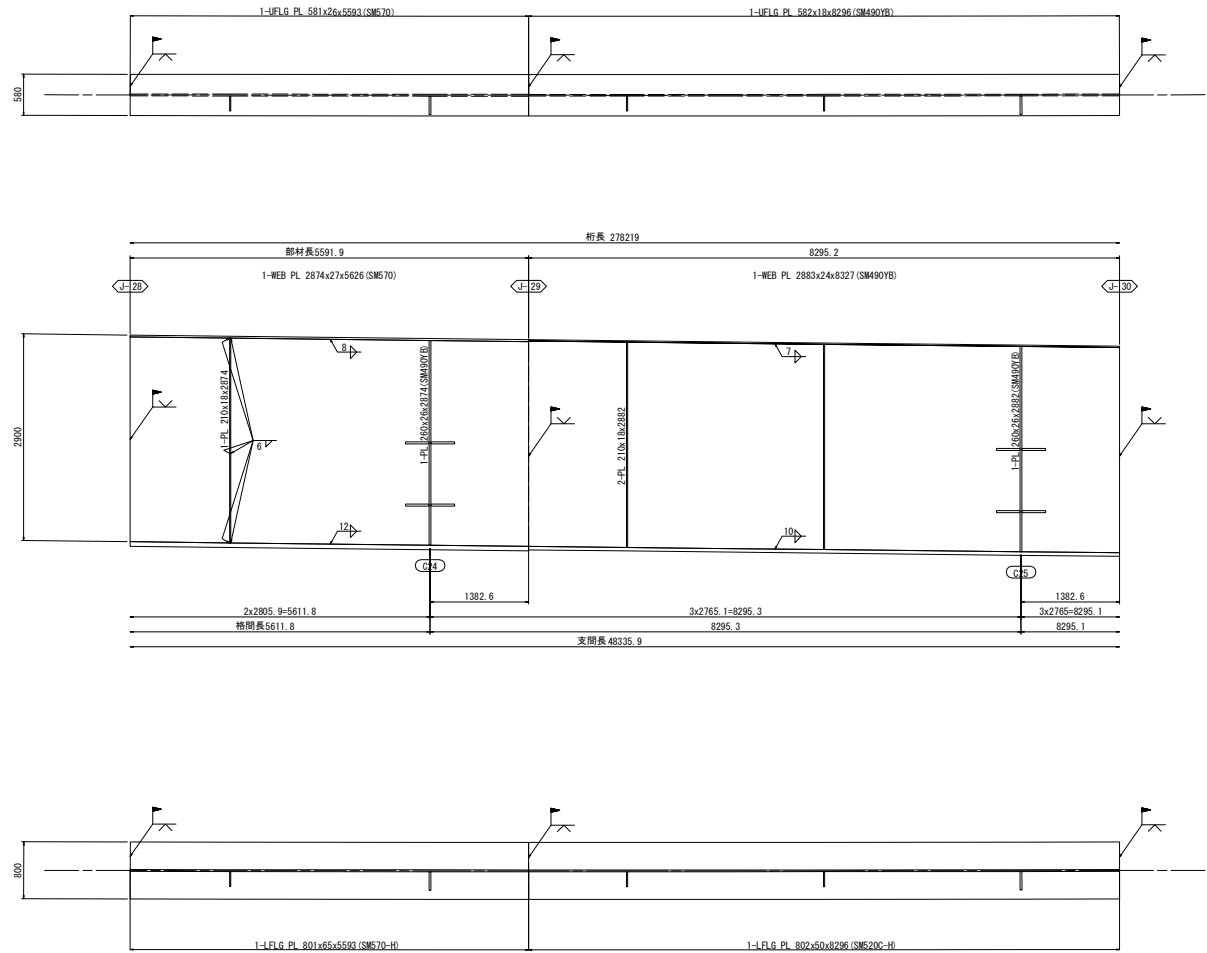 1-UFLG PL 581x26x5593(SM570)
1-UFLG PL 582x18x8296(SM490YB)
580
桁長 278219
部材長5591.9
8295.2
1-WEB PL 2874x27x5626(SM570)
1-WEB PL 2883x24x8327(SM490YB)
J-28
J-29
J-30
2900
8
7
1-PL 210x18x2874
6
1-PL 260x26x2874(SM490YB)
2-PL 210x18x2882
1-PL 260x26x2882(SM490YB)
12
10
C24
C25
1382.6
1382.6
2x2805.9=5611.8
3x2765.1=8295.3
3x2765=8295.1
格間長5611.8
8295.3
8295.1
支間長48335.9
800
1-LFLG PL 801x65x5593(SM570-H)
1-LFLG PL 802x50x8296(SM520C-H)